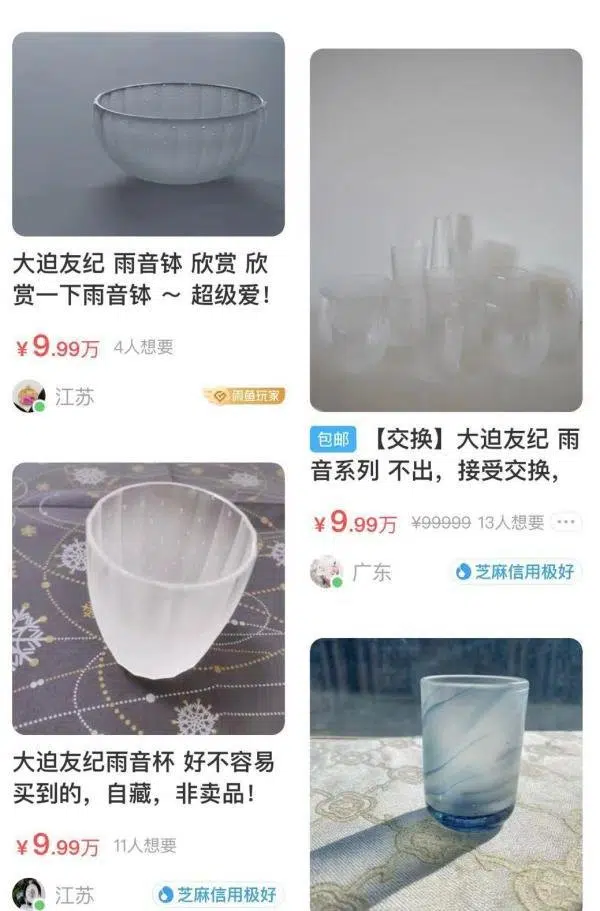 大迫友纪 雨音钵 欣赏 欣
赏一下雨音钵 ～ 超级爱！
¥9.99万 4人想要
江苏 闲鱼玩家
大迫友纪雨音杯 好不容易
买到的，自藏，非卖品！
¥9.99万 11人想要
江苏 芝麻信用极好
包邮 【交换】大迫友纪 雨
音系列 不出，接受交换，
¥9.99万 ¥99999 13人想要 ···
广东 芝麻信用极好